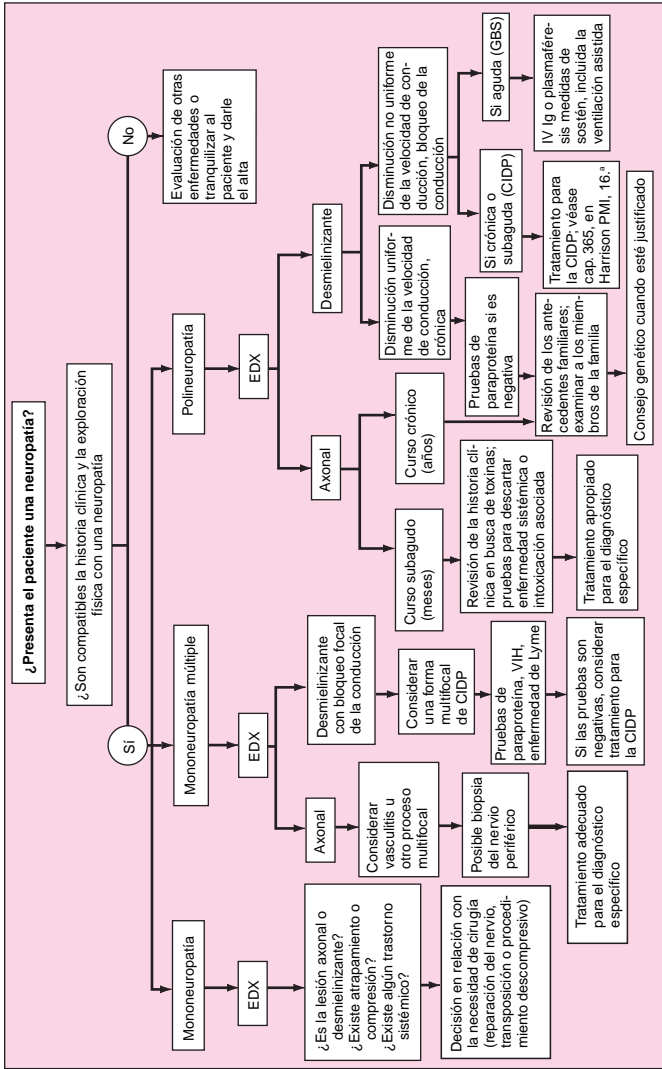 ¿Presenta el paciente una neuropatía?
¿Son compatibles la historia clínica y la exploración
física con una neuropatía?
Sí
No
Evaluación de otras
enfermedades o
tranquilizar al
paciente y darle
el alta
Mononeuropatía
EDX
¿Es la lesión axonal o
desmielinizante?
¿Existe atrapamiento o
compresión?
¿Existe algún trastorno
sistémico?
Decisión en relación con
la necesidad de cirugía
(reparación del nervio,
transposición o procedi-
miento descompresivo)
Mononeuropatía múltiple
EDX
Axonal
Considerar
vasculitis u
otro proceso
multifocal
Posible biopsia
del nervio
periférico
Tratamiento adecuado
para el diagnóstico
específico
Desmielinizante
con bloqueo focal
de la conducción
Considerar
una forma
multifocal
de CIDP
Pruebas de
paraproteína, VIH,
enfermedad de Lyme
Si las pruebas son
negativas, considerar
tratamiento para
la CIDP
Polineuropatía
EDX
Axonal
Curso subagudo
(meses)
Revisión de la historia clí-
nica en busca de toxinas;
pruebas para descartar
enfermedad sistémica o
intoxicación asociada
Tratamiento apropiado
para el diagnóstico
específico
Curso crónico
(años)
Desmielinizante
Disminución unifor-
me de la velocidad
de conducción,
crónica
Pruebas de
paraproteína si es
negativa
Revisión de los ante-
cedentes familiares;
examinar a los miem-
bros de la familia
Consejo genético cuando esté justificado
Disminución no uniforme
de la velocidad de con-
ducción, bloqueo de la
conducción
Si crónica o
subaguda (CIDP)
Tratamiento para
la CIDP; véase
cap. 365, en
Harrison PMI, 16.ª
Si aguda (GBS)
IV Ig o plasmafére-
sis medidas de
sostén, incluida la
ventilación asistida